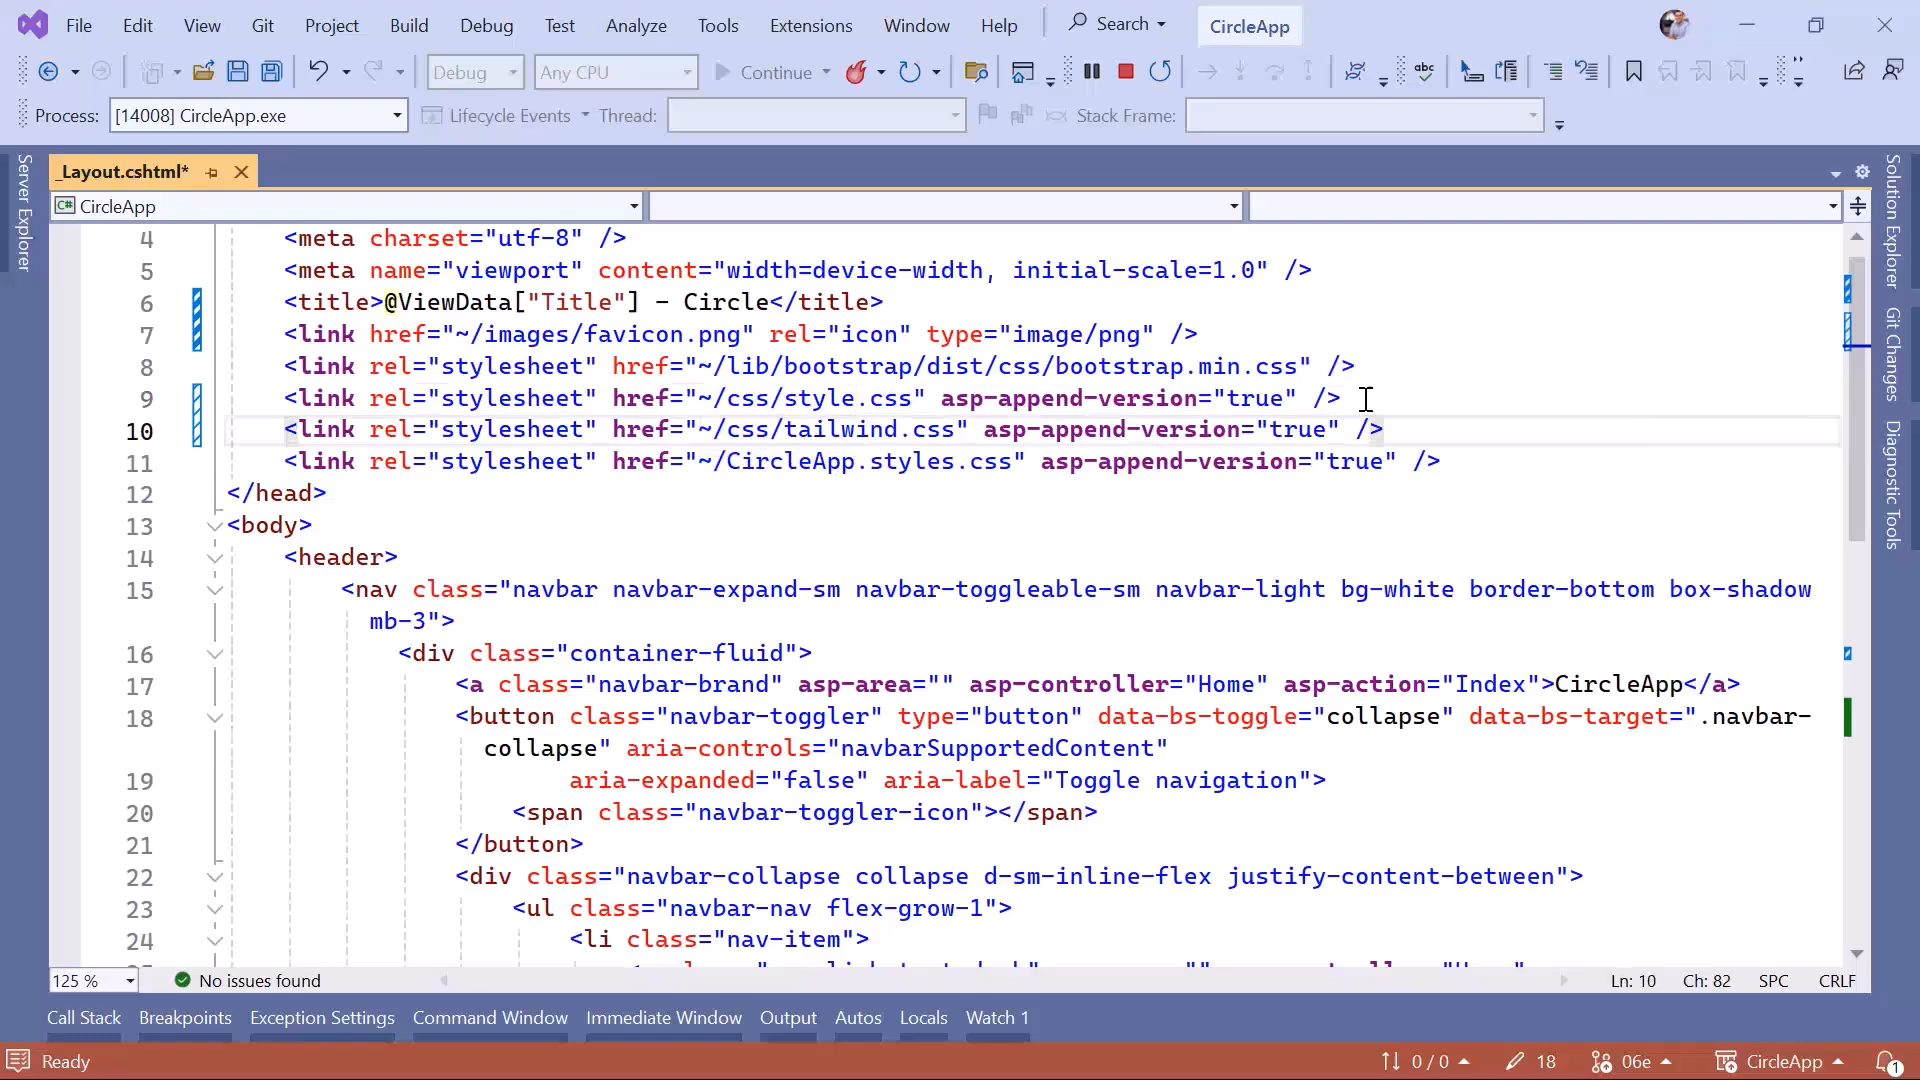 File Edit View Git Project Build Debug Test Analyze Tools Extensions Window Help Search CircleApp
Debug Any CPU Continue
Process: [14008] CircleApp.exe Lifecycle Events Thread: Stack Frame:
_Layout.cshtml*
CircleApp
4 <meta charset="utf-8" />
5 <meta name="viewport" content="width=device-width, initial-scale=1.0" />
6 <title>@ViewData["Title"] - Circle</title>
7 <link href="~/images/favicon.png" rel="icon" type="image/png" />
8 <link rel="stylesheet" href="~/lib/bootstrap/dist/css/bootstrap.min.css" />
9 <link rel="stylesheet" href="~/css/style.css" asp-append-version="true" />
10 <link rel="stylesheet" href="~/css/tailwind.css" asp-append-version="true" />
11 <link rel="stylesheet" href="~/CircleApp.styles.css" asp-append-version="true" />
12 </head>
13 <body>
14 <header>
15 <nav class="navbar navbar-expand-sm navbar-toggleable-sm navbar-light bg-white border-bottom box-shadow
mb-3">
16 <div class="container-fluid">
17 <a class="navbar-brand" asp-area="" asp-controller="Home" asp-action="Index">CircleApp</a>
18 <button class="navbar-toggler" type="button" data-bs-toggle="collapse" data-bs-target=".navbar-
collapse" aria-controls="navbarSupportedContent"
19 aria-expanded="false" aria-label="Toggle navigation">
20 <span class="navbar-toggler-icon"></span>
21 </button>
22 <div class="navbar-collapse collapse d-sm-inline-flex justify-content-between">
23 <ul class="navbar-nav flex-grow-1">
24 <li class="nav-item">
125 % No issues found Ln: 10 Ch: 82 SPC CRLF
Call Stack Breakpoints Exception Settings Command Window Immediate Window Output Autos Locals Watch 1
Ready 0 / 0 18 06e CircleApp 1
Server Explorer
Solution Explorer
Git Changes
Diagnostic Tools